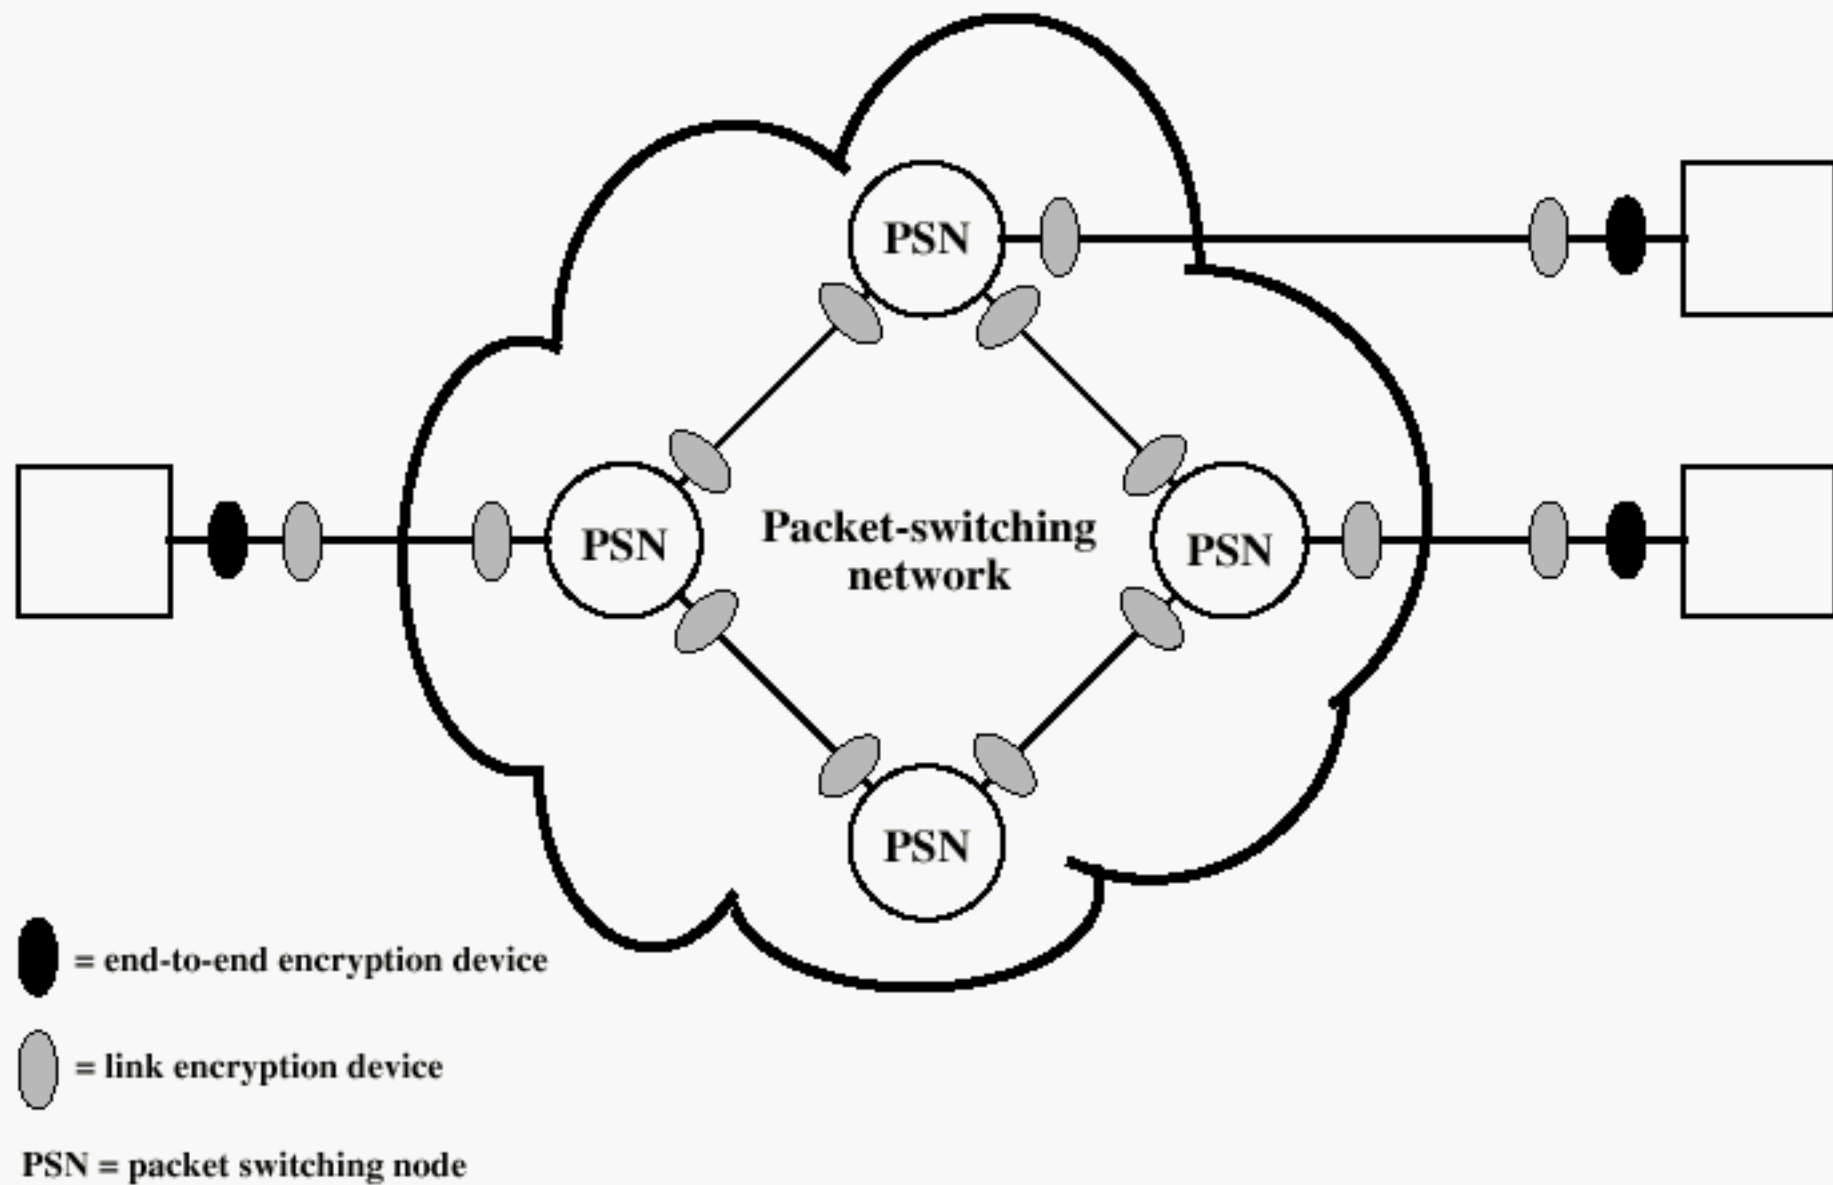 PSN
PSN
Packet-switching
network
PSN
PSN
= end-to-end encryption device
= link encryption device
PSN = packet switching node